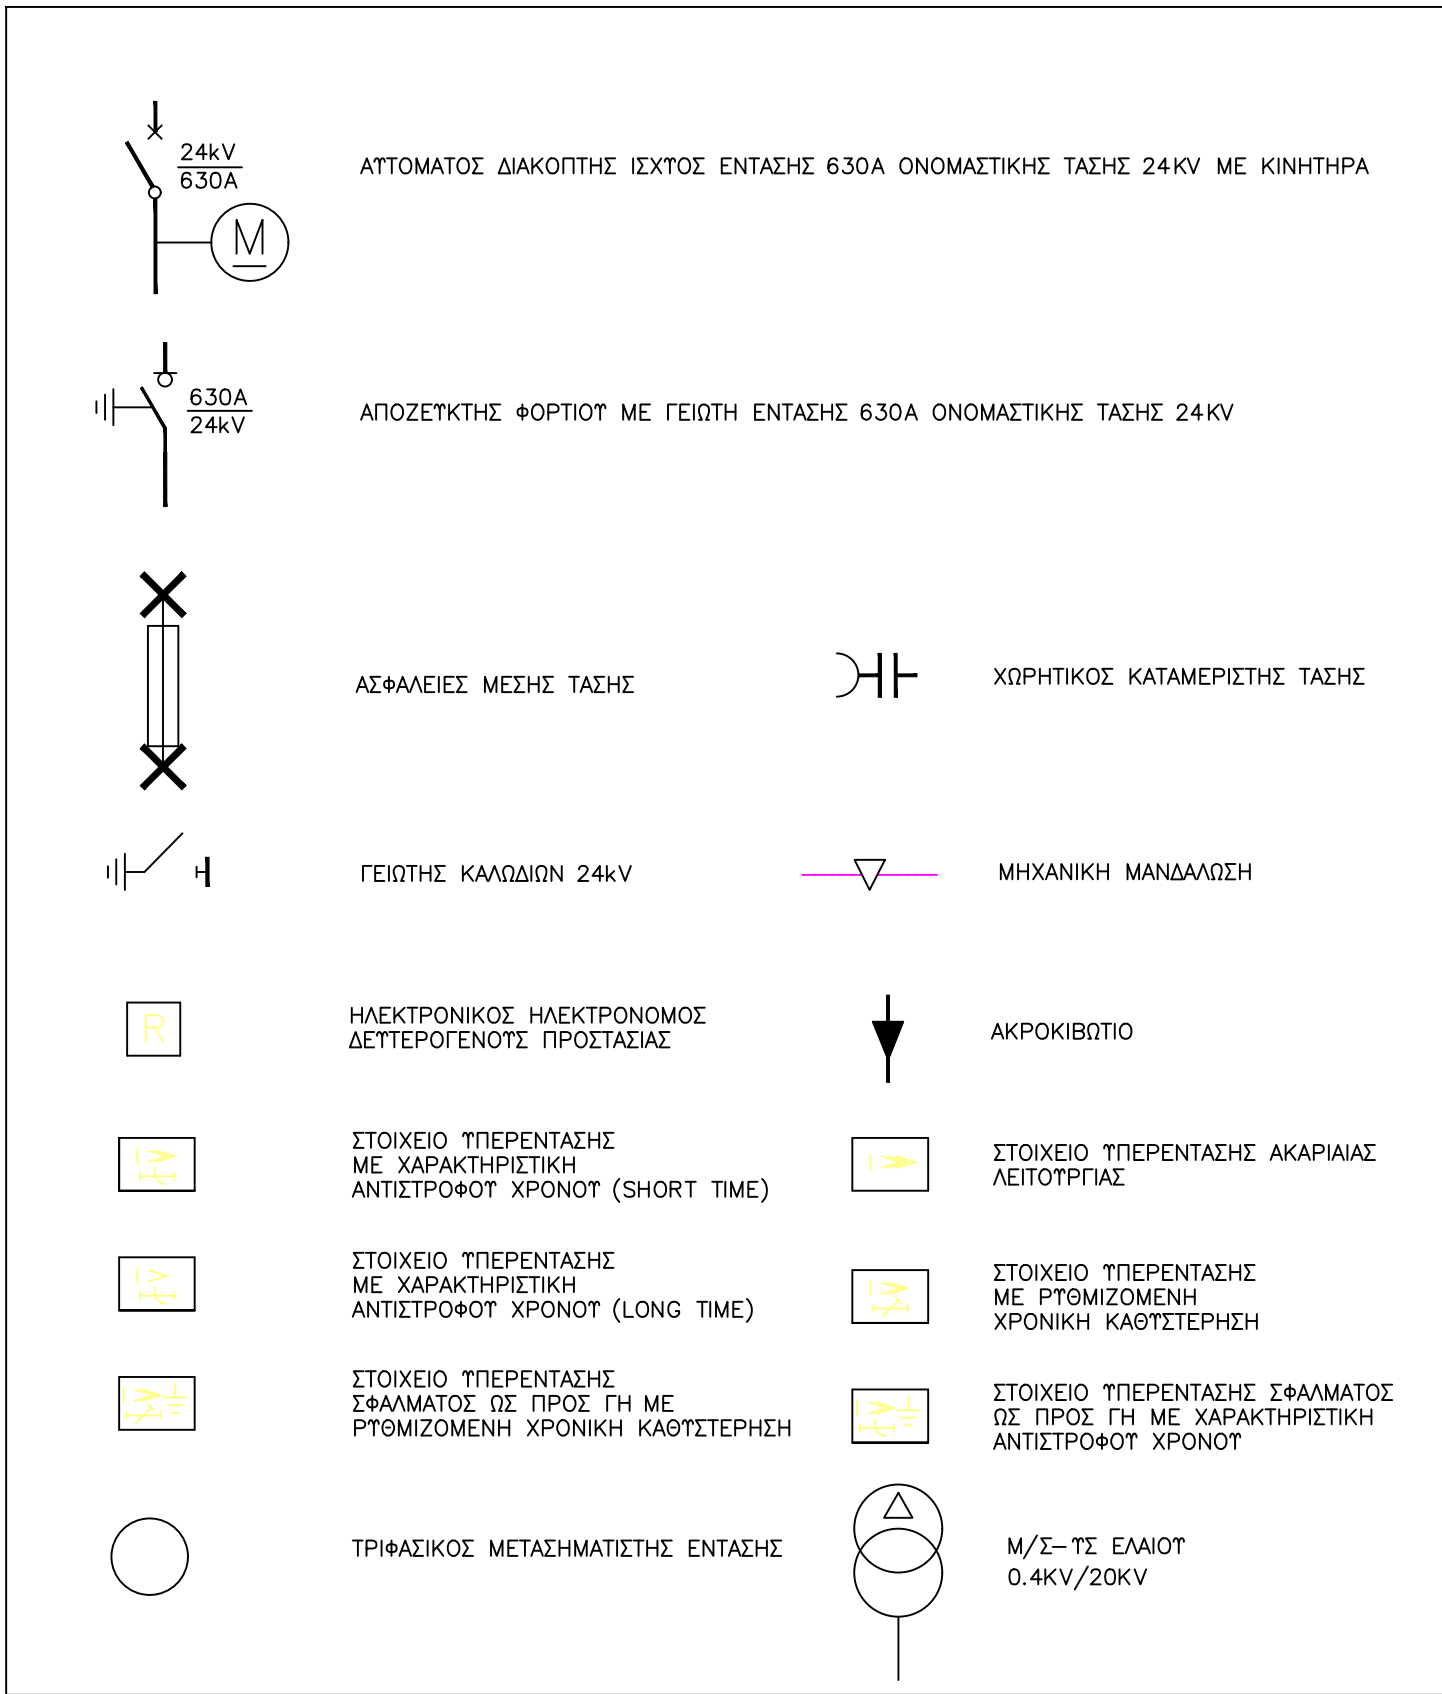 24kV
630A
ΑΥΤΟΜΑΤΟΣ ΔΙΑΚΟΠΤΗΣ ΙΣΧΥΟΣ ΕΝΤΑΣΗΣ 630Α ΟΝΟΜΑΣΤΙΚΗΣ ΤΑΣΗΣ 24KV ΜΕ ΚΙΝΗΤΗΡΑ
M
630A
24kV
ΑΠΟΖΕΥΚΤΗΣ ΦΟΡΤΙΟΥ ΜΕ ΓΕΙΩΤΗ ΕΝΤΑΣΗΣ 630Α ΟΝΟΜΑΣΤΙΚΗΣ ΤΑΣΗΣ 24KV
ΑΣΦΑΛΕΙΕΣ ΜΕΣΗΣ ΤΑΣΗΣ
ΧΩΡΗΤΙΚΟΣ ΚΑΤΑΜΕΡΙΣΤΗΣ ΤΑΣΗΣ
ΓΕΙΩΤΗΣ ΚΑΛΩΔΙΩΝ 24kV
ΜΗΧΑΝΙΚΗ ΜΑΝΔΑΛΩΣΗ
R
ΗΛΕΚΤΡΟΝΙΚΟΣ ΗΛΕΚΤΡΟΝΟΜΟΣ
ΔΕΥΤΕΡΟΓΕΝΟΥΣ ΠΡΟΣΤΑΣΙΑΣ
ΑΚΡΟΚΙΒΩΤΙΟ
I >>
ΣΤΟΙΧΕΙΟ ΥΠΕΡΕΝΤΑΣΗΣ
ΜΕ ΧΑΡΑΚΤΗΡΙΣΤΙΚΗ
ΑΝΤΙΣΤΡΟΦΟΥ ΧΡΟΝΟΥ (SHORT TIME)
I >>>
ΣΤΟΙΧΕΙΟ ΥΠΕΡΕΝΤΑΣΗΣ ΑΚΑΡΙΑΙΑΣ
ΛΕΙΤΟΥΡΓΙΑΣ
I >
ΣΤΟΙΧΕΙΟ ΥΠΕΡΕΝΤΑΣΗΣ
ΜΕ ΧΑΡΑΚΤΗΡΙΣΤΙΚΗ
ΑΝΤΙΣΤΡΟΦΟΥ ΧΡΟΝΟΥ (LONG TIME)
I >>
ΣΤΟΙΧΕΙΟ ΥΠΕΡΕΝΤΑΣΗΣ
ΜΕ ΡΥΘΜΙΖΟΜΕΝΗ
ΧΡΟΝΙΚΗ ΚΑΘΥΣΤΕΡΗΣΗ
I >>
ΣΤΟΙΧΕΙΟ ΥΠΕΡΕΝΤΑΣΗΣ
ΣΦΑΛΜΑΤΟΣ ΩΣ ΠΡΟΣ ΓΗ ΜΕ
ΡΥΘΜΙΖΟΜΕΝΗ ΧΡΟΝΙΚΗ ΚΑΘΥΣΤΕΡΗΣΗ
I >>
ΣΤΟΙΧΕΙΟ ΥΠΕΡΕΝΤΑΣΗΣ ΣΦΑΛΜΑΤΟΣ
ΩΣ ΠΡΟΣ ΓΗ ΜΕ ΧΑΡΑΚΤΗΡΙΣΤΙΚΗ
ΑΝΤΙΣΤΡΟΦΟΥ ΧΡΟΝΟΥ
ΤΡΙΦΑΣΙΚΟΣ ΜΕΤΑΣΗΜΑΤΙΣΤΗΣ ΕΝΤΑΣΗΣ
Μ/Σ-ΥΣ ΕΛΑΙΟΥ
0.4KV/20KV